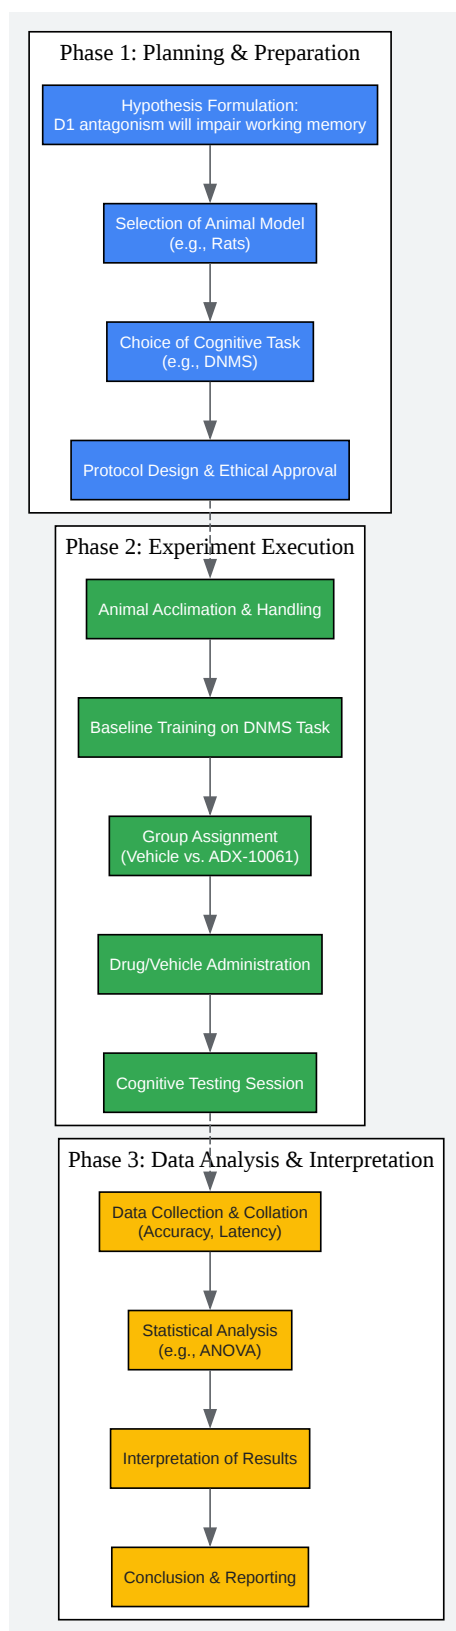 Phase 1: Planning & Preparation
Hypothesis Formulation:
D1 antagonism will impair working memory
Selection of Animal Model
(e.g., Rats)
Choice of Cognitive Task
(e.g., DNMS)
Protocol Design & Ethical Approval
Phase 2: Experiment Execution
Animal Acclimation & Handling
Baseline Training on DNMS Task
Group Assignment
(Vehicle vs. ADX-10061)
Drug/Vehicle Administration
Cognitive Testing Session
Phase 3: Data Analysis & Interpretation
Data Collection & Collation
(Accuracy, Latency)
Statistical Analysis
(e.g., ANOVA)
Interpretation of Results
Conclusion & Reporting